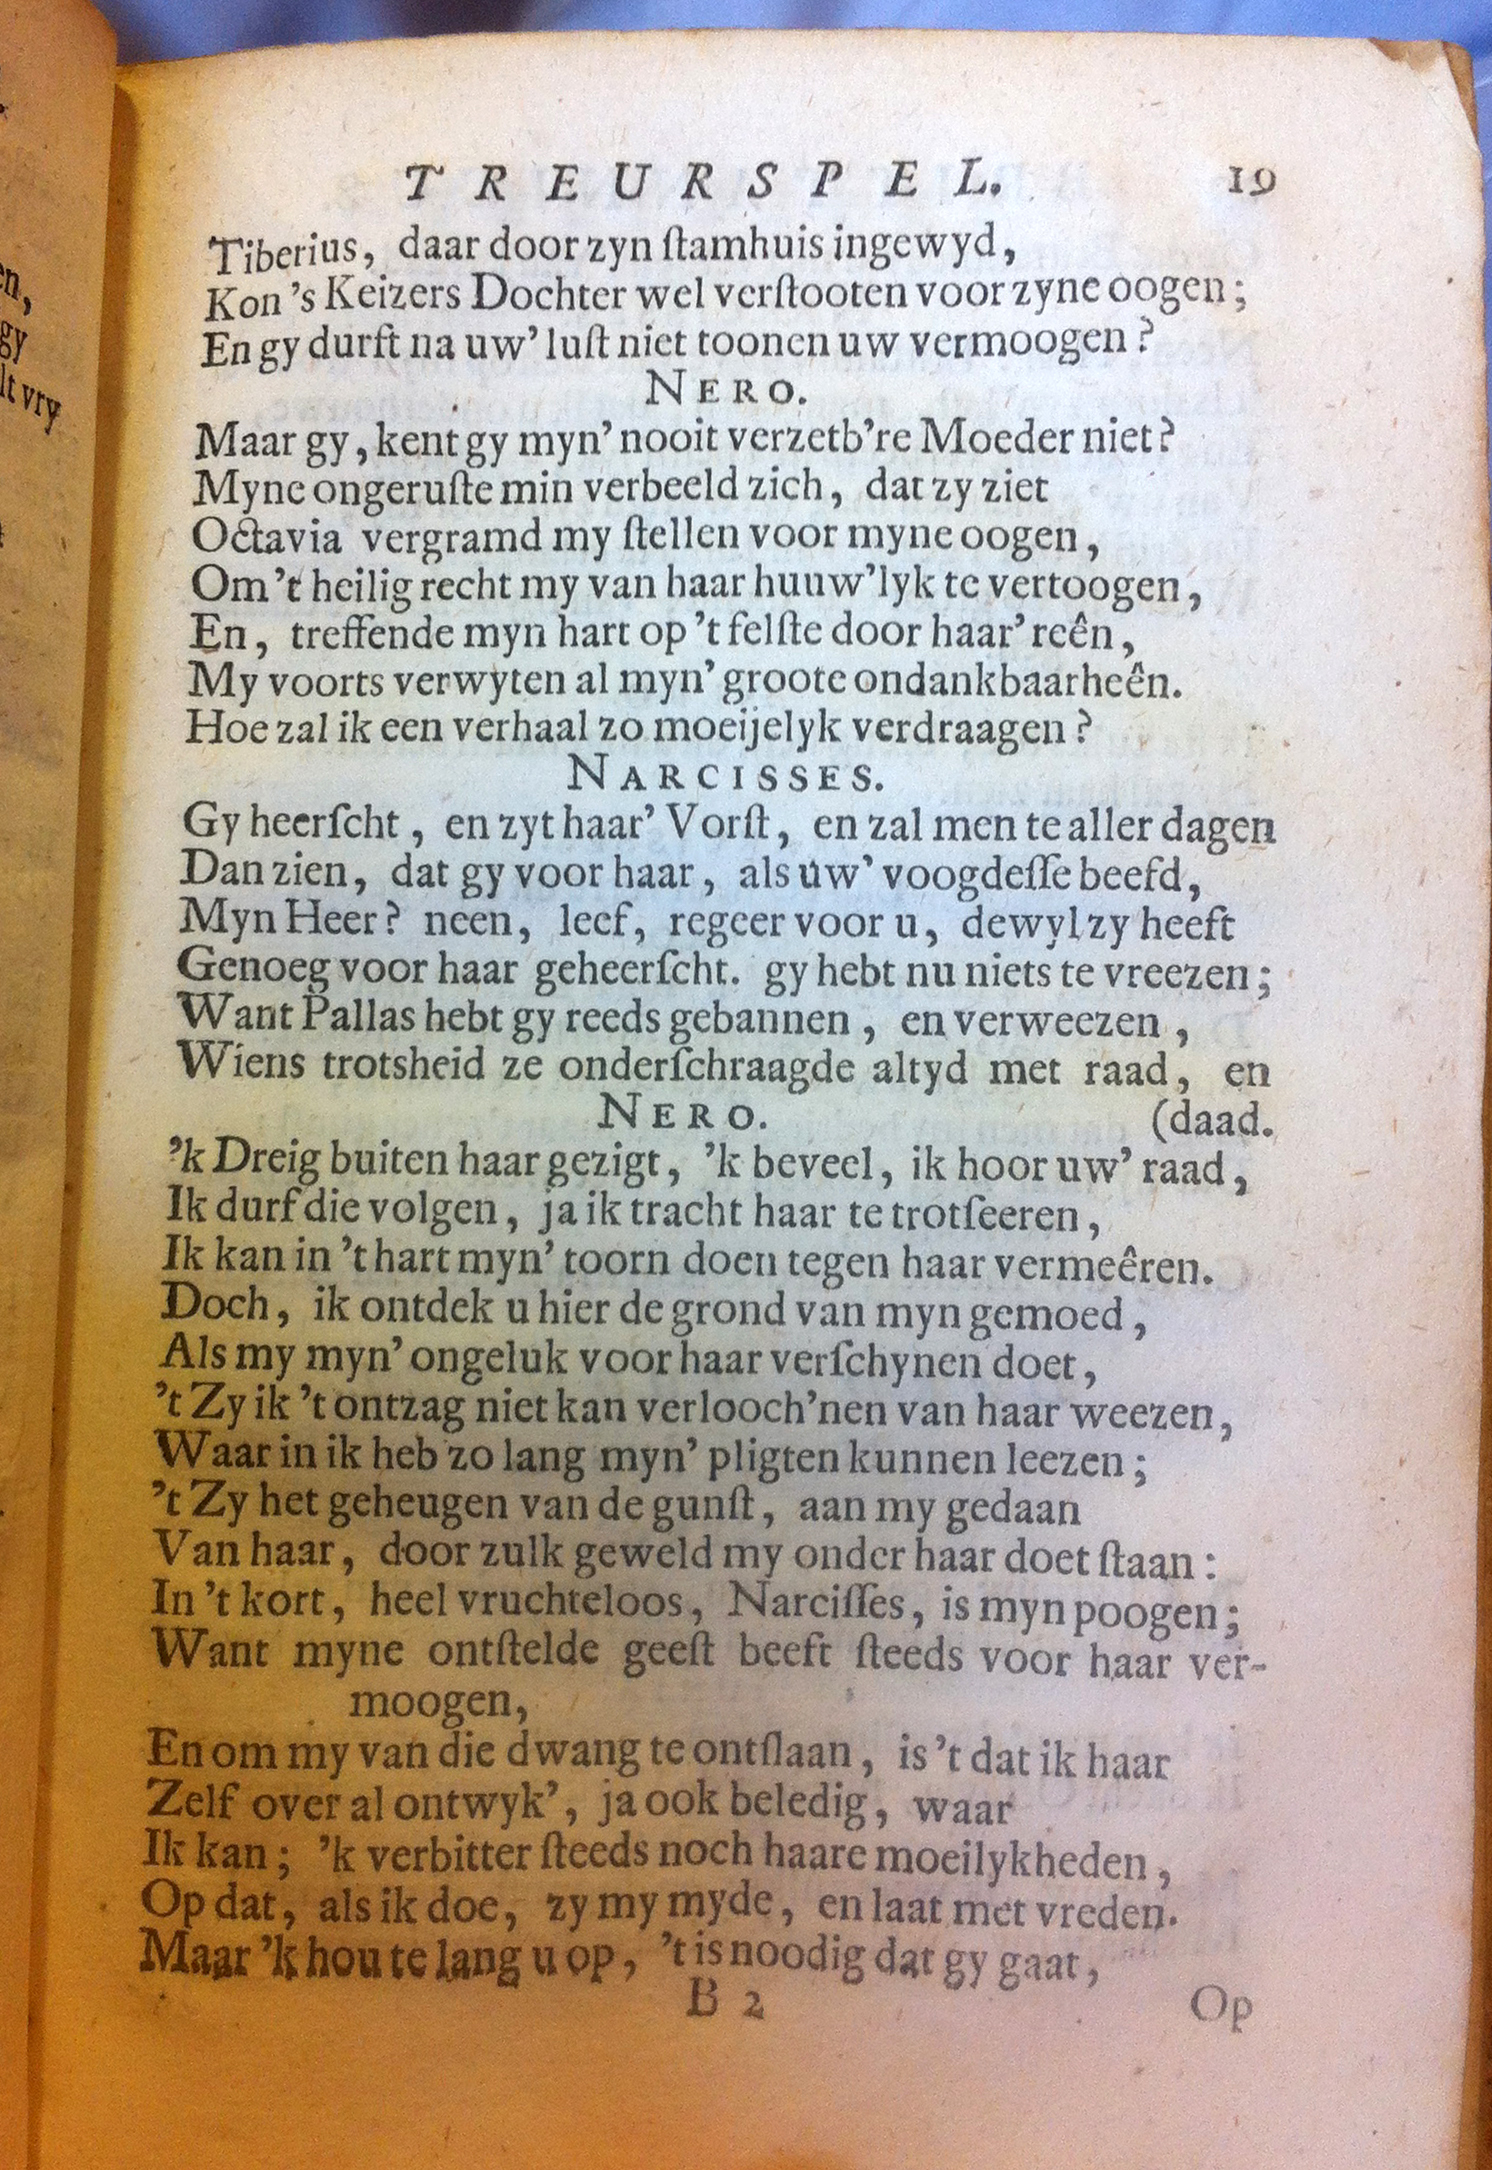 TREURSPEL. 19
Tiberius, daar door zyn ſtamhuis ingewyd,
Kon 's Keizers Dochter wel verſtooten voor zyne oogen;
En gy durft na uw' luſt niet toonen uw vermoogen?
NERO.
Maar gy, kent gy myn' nooit verzetb're Moeder niet?
Myne ongeruſte min verbeeld zich, dat zy ziet
Octavia vergramd my ſtellen voor myne oogen,
Om 't heilig recht my van haar huuw'lyk te vertoogen,
En, treffende myn hart op 't felſte door haar' reên,
My voorts verwyten al myn' groote ondankbaarheên.
Hoe zal ik een verhaal zo moeijelyk verdraagen?
NARCISSES.
Gy heerſcht, en zyt haar' Vorſt, en zal men te aller dagen
Dan zien, dat gy voor haar, als uw' voogdeſſe beefd,
Myn Heer? neen, leef, regeer voor u, dewyl zy heeft
Genoeg voor haar geheerſcht. gy hebt nu niets te vreezen;
Want Pallas hebt gy reeds gebannen, en verweezen,
Wiens trotsheid ze onderſchraagde altyd met raad, en
NERO. (daad.
'k Dreig buiten haar gezigt, 'k beveel, ik hoor uw' raad,
Ik durf die volgen, ja ik tracht haar te trotſeeren,
Ik kan in 't hart myn' toorn doen tegen haar vermeêren.
Doch, ik ontdek u hier de grond van myn gemoed,
Als my myn' ongeluk voor haar verſchynen doet,
't Zy ik 't ontzag niet kan verlooch'nen van haar weezen,
Waar in ik heb zo lang myn' pligten kunnen leezen;
't Zy het geheugen van de gunſt, aan my gedaan
Van haar, door zulk geweld my onder haar doet ſtaan:
In 't kort, heel vruchteloos, Narciſſes, is myn poogen;
Want myne ontſtelde geeſt beeft ſteeds voor haar ver-
moogen,
En om my van die dwang te ontſlaan, is 't dat ik haar
Zelf over al ontwyk', ja ook beledig, waar
Ik kan; 'k verbitter ſteeds noch haare moeilykheden,
Op dat, als ik doe, zy my myde, en laat met vreden.
Maar 'k hou te lang u op, 't is noodig dat gy gaat,
B 2 Op
en,
gy
lt vry